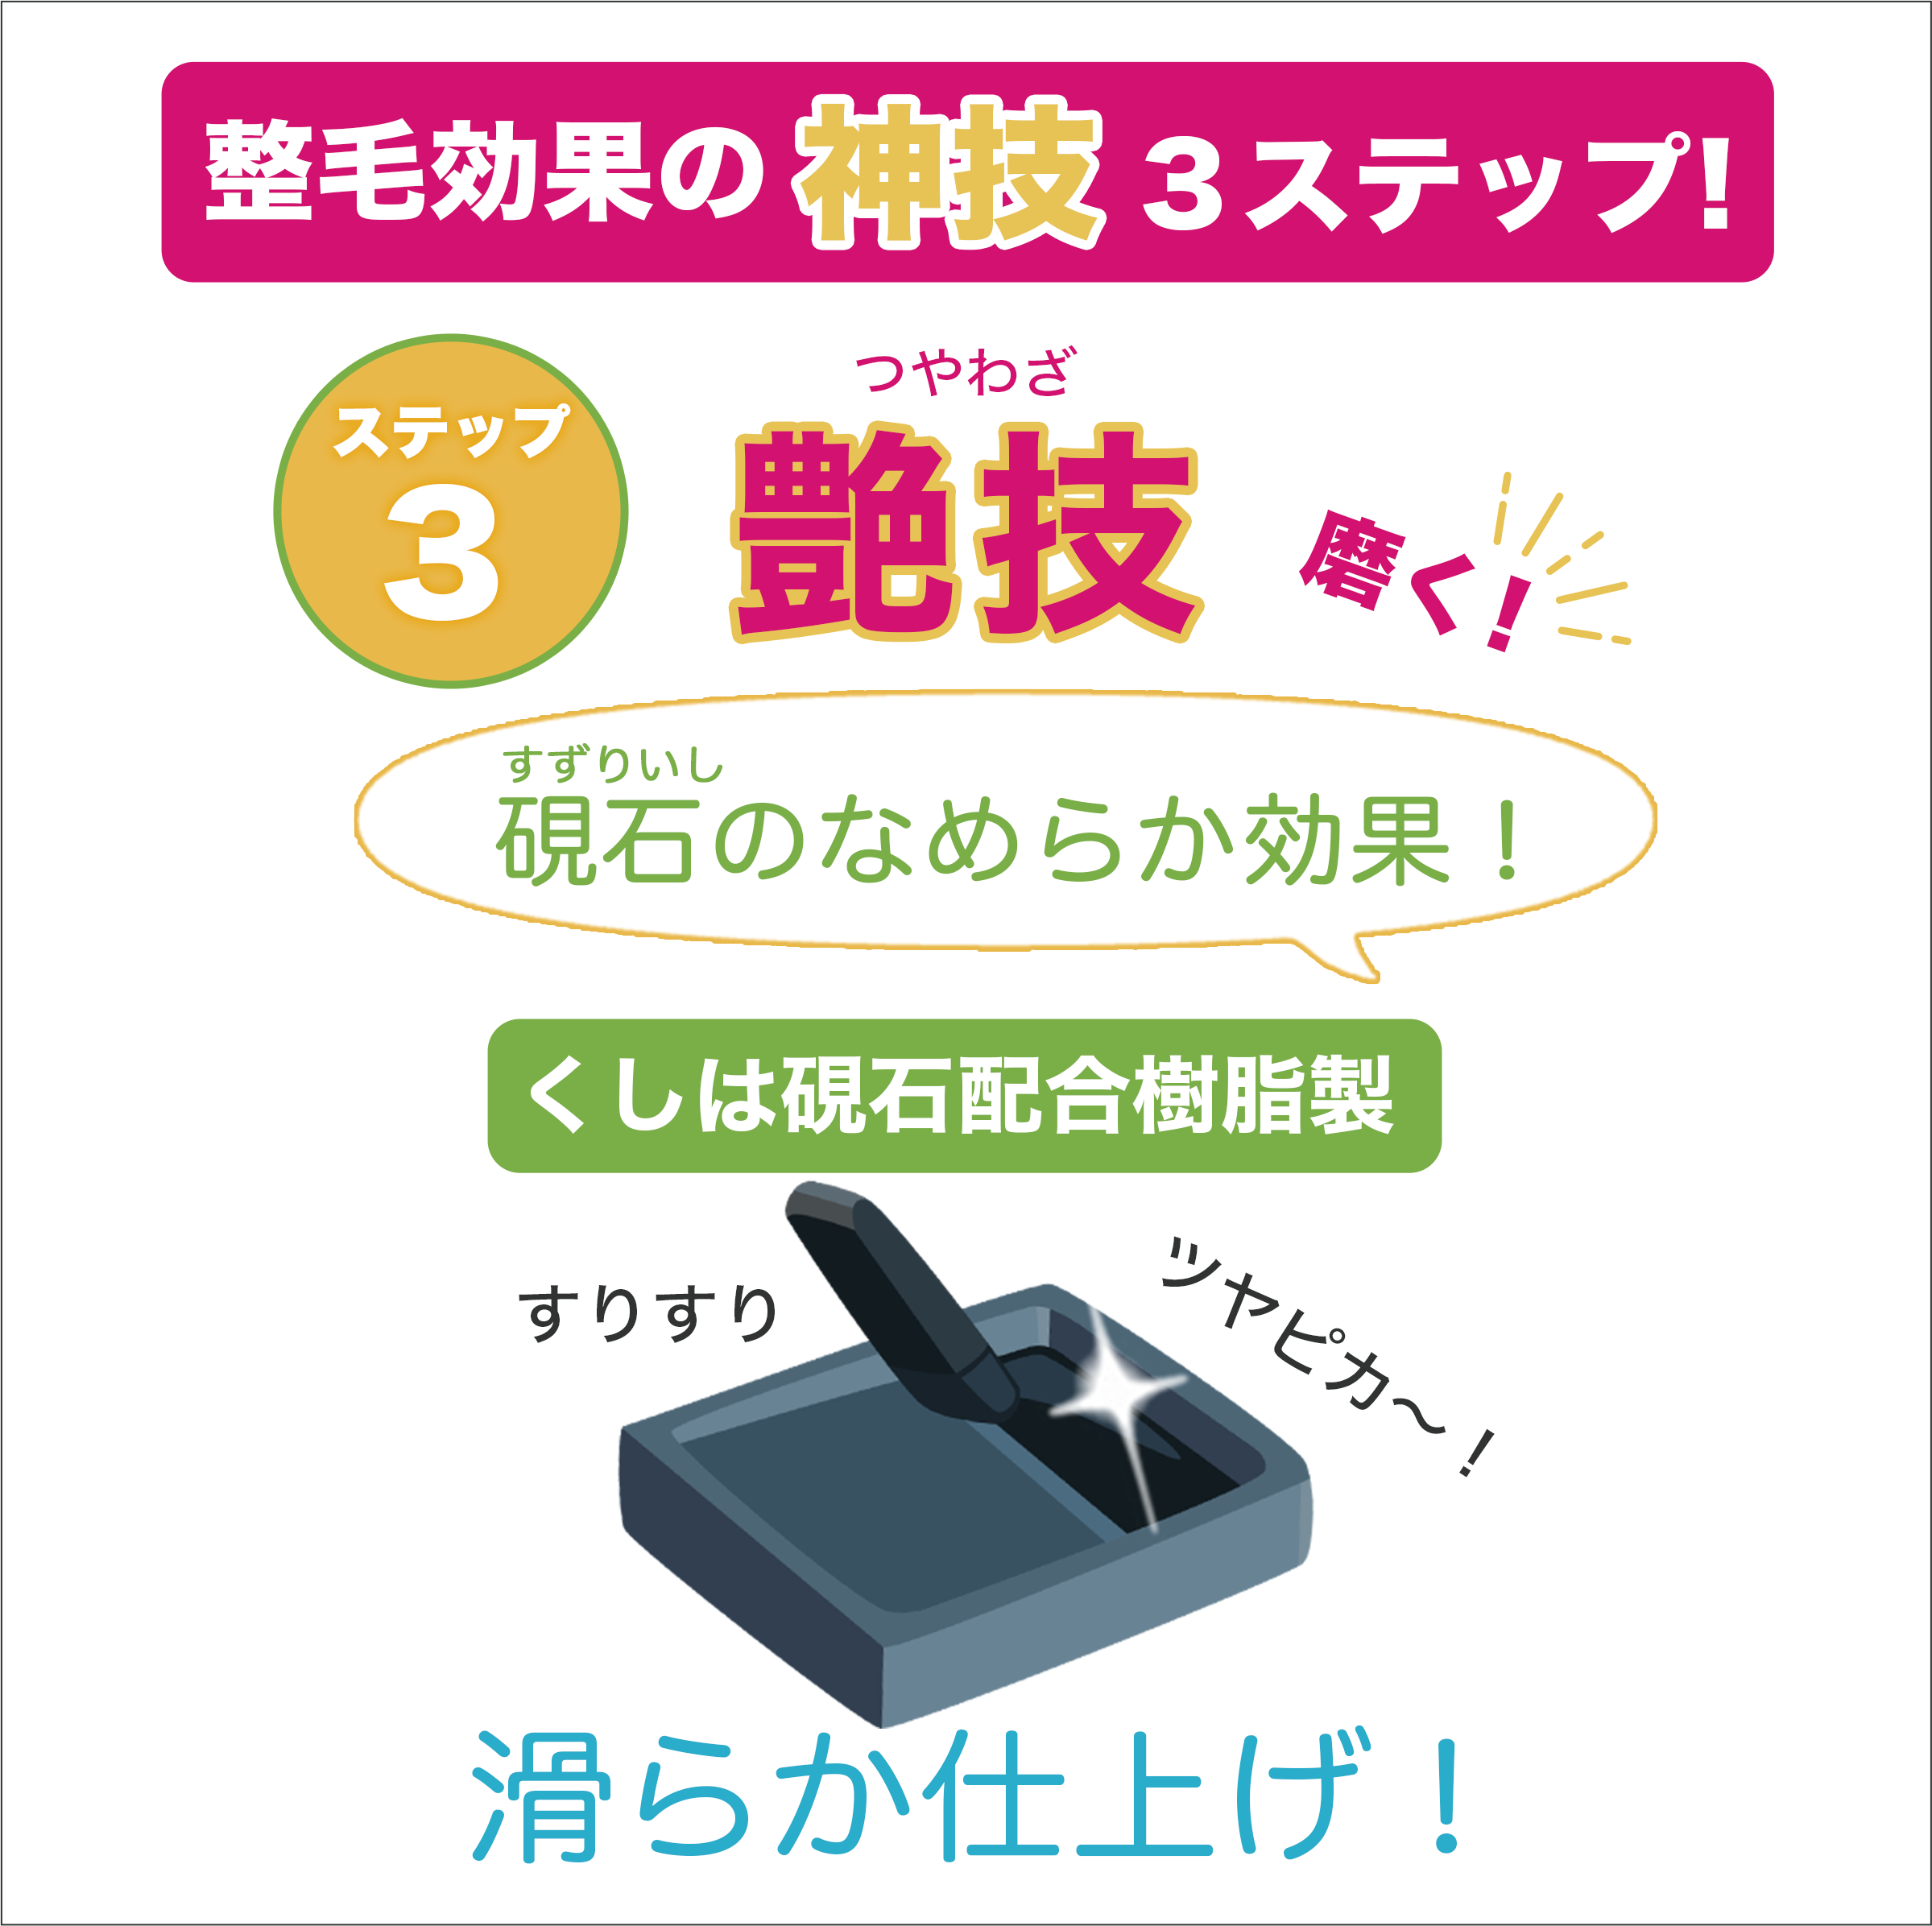 整毛効果の神技3ステップ!
ステップ
3
つやわざ
艶技
磨く!
すずりいし
硯石のなめらか効果！
くしは硯石配合樹脂製
すりすり
ツヤピカ〜！
滑らか仕上げ！